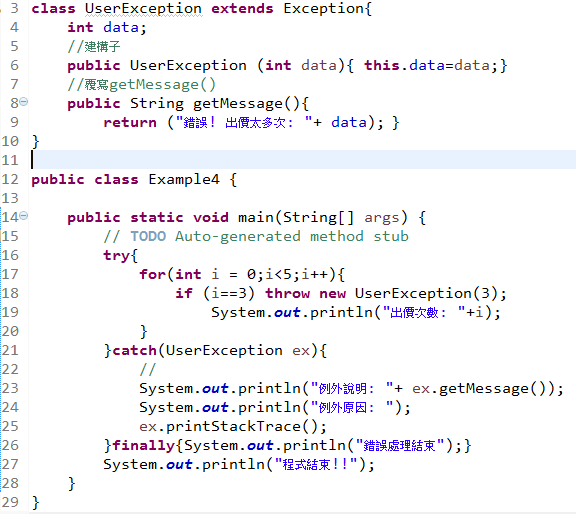 3 class UserException extends Exception{
4     int data;
5     //建構子
6     public UserException (int data){ this.data=data;}
7     //覆寫getMessage()
8     public String getMessage(){
9         return ("錯誤! 出價太多次: "+ data); }
10 }
11
12 public class Example4 {
13
14     public static void main(String[] args) {
15         // TODO Auto-generated method stub
16         try{
17             for(int i = 0;i<5;i++){
18                 if (i==3) throw new UserException(3);
19                     System.out.println("出價次數: "+i);
20             }
21         }catch(UserException ex){
22             //
23             System.out.println("例外說明: "+ ex.getMessage());
24             System.out.println("例外原因: ");
25             ex.printStackTrace();
26         }finally{System.out.println("錯誤處理結束");}
27         System.out.println("程式結束!!");
28     }
29 }